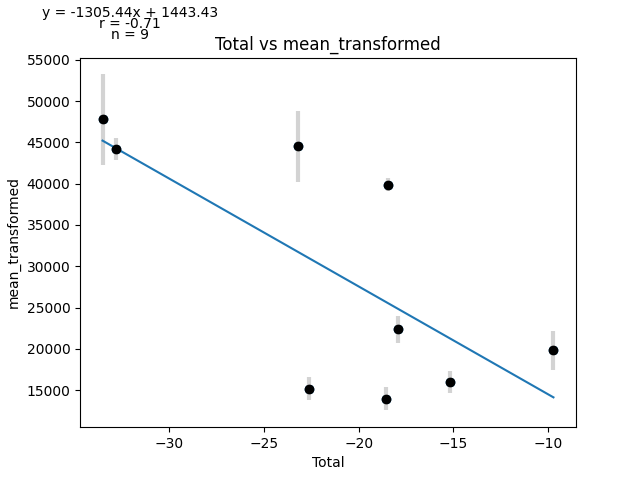 y = -1305.44x + 1443.43
r = -0.71
n = 9
Total vs mean_transformed
55000
50000
45000
40000
35000
30000
25000
20000
15000
mean_transformed
−30
−25
−20
−15
−10
Total